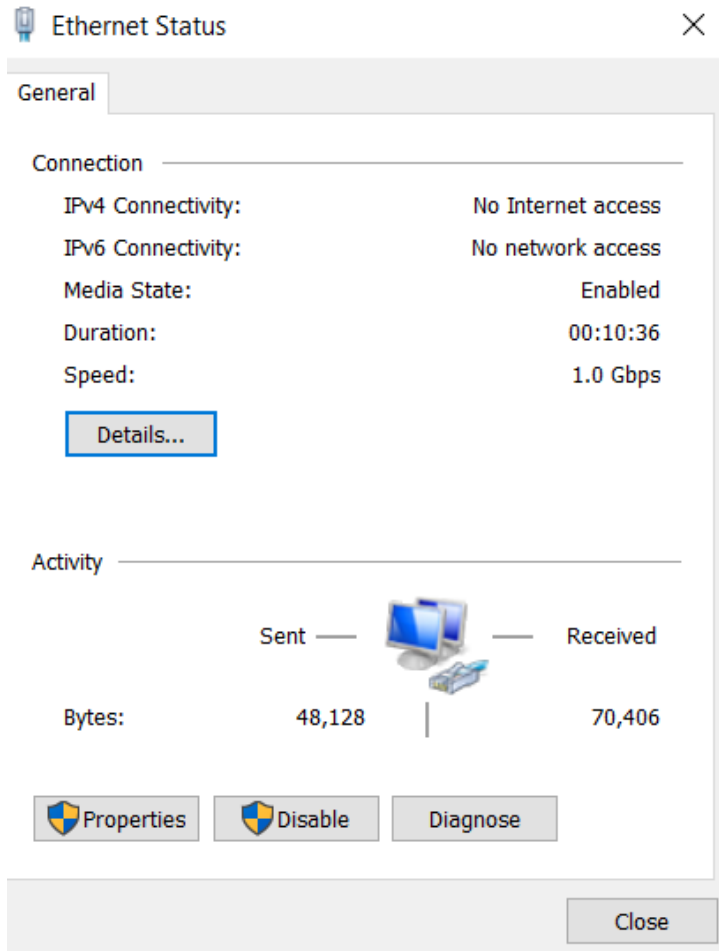 Ethernet Status
General
Connection
IPv4 Connectivity: No Internet access
IPv6 Connectivity: No network access
Media State: Enabled
Duration: 00:10:36
Speed: 1.0 Gbps
Details...
Activity
Sent Received
Bytes: 48,128 70,406
Properties Disable Diagnose
Close